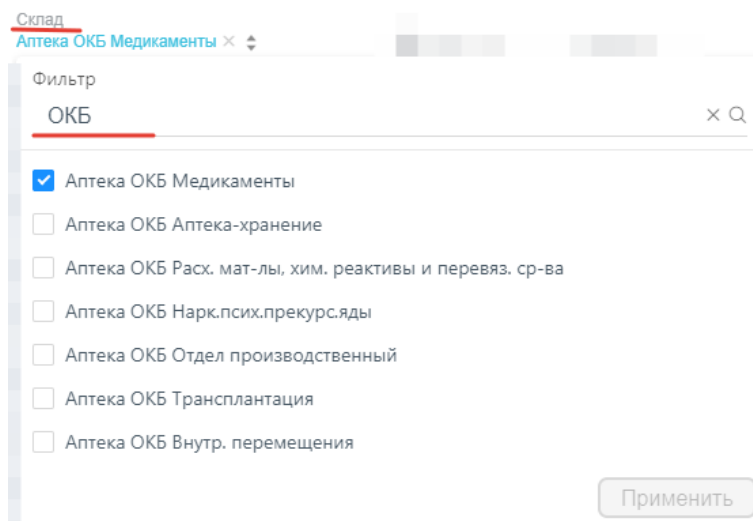 Склад
Аптека ОКБ Медикаменты
Фильтр
ОКБ
Аптека ОКБ Медикаменты
Аптека ОКБ Аптека-хранение
Аптека ОКБ Расх. мат-лы, хим. реактивы и перевяз. ср-ва
Аптека ОКБ Нарк.псих.прекурс.яды
Аптека ОКБ Отдел производственный
Аптека ОКБ Трансплантация
Аптека ОКБ Внутр. перемещения
Применить